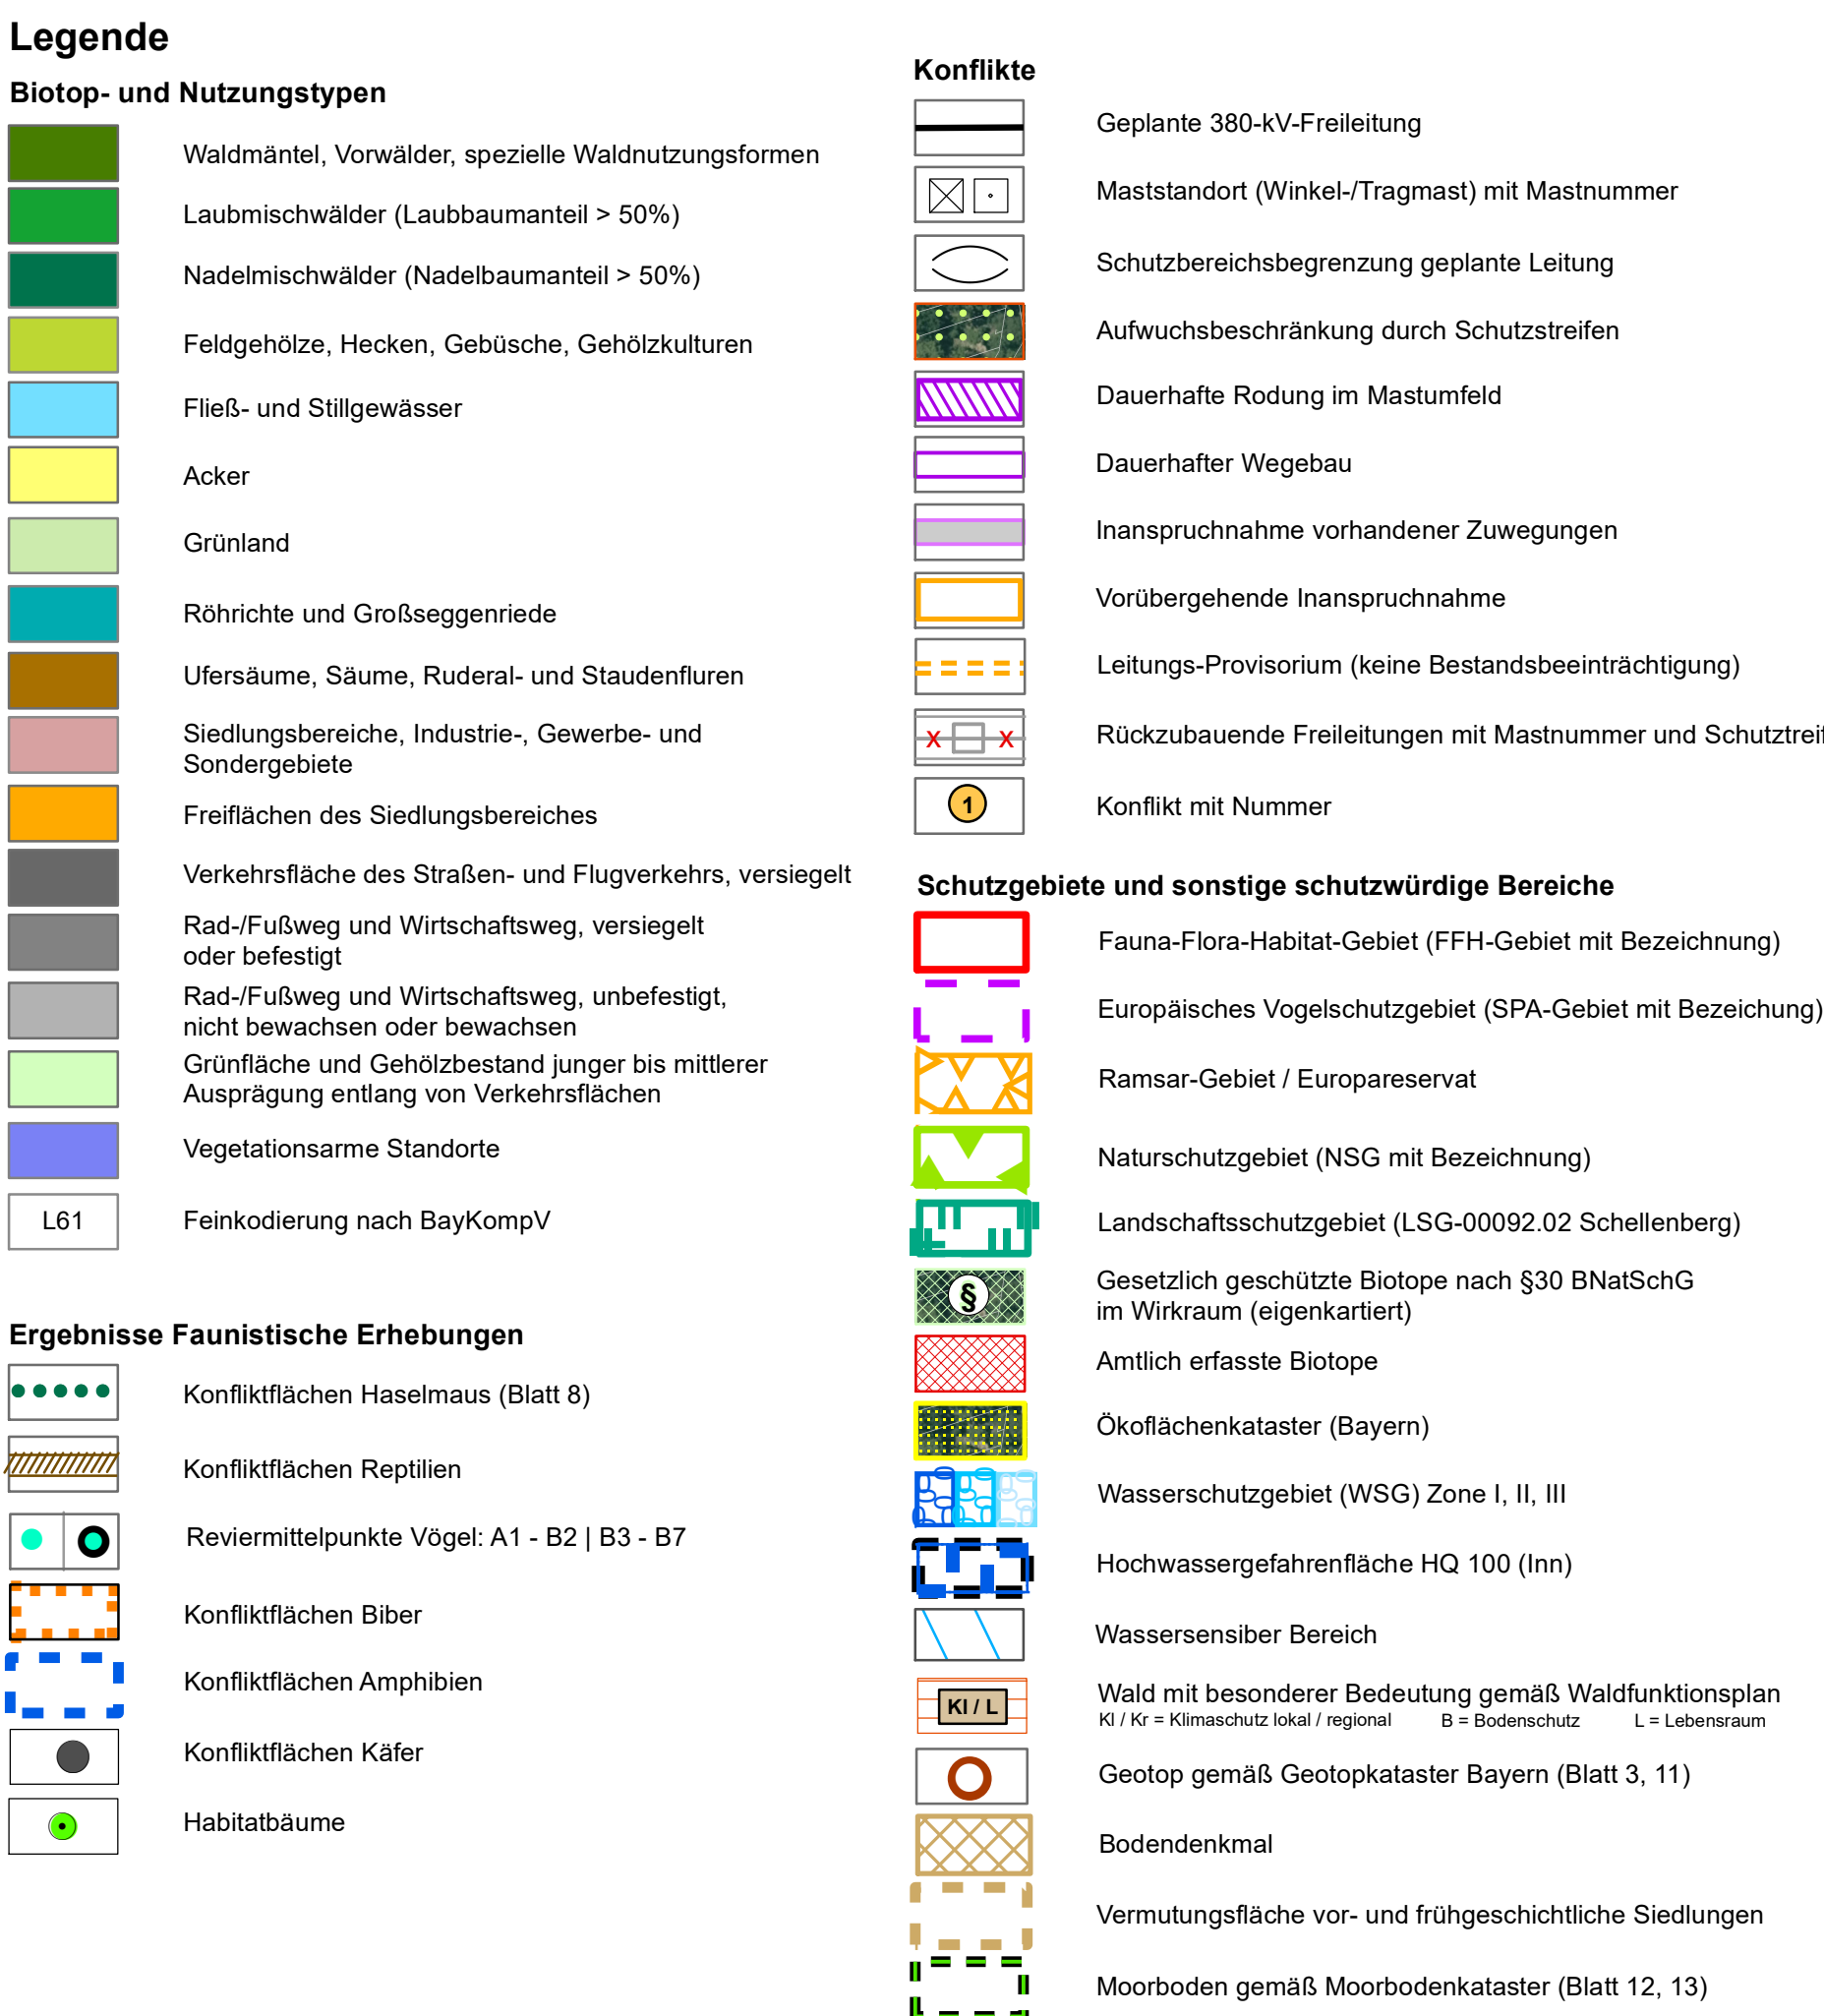 Legende
Biotop- und Nutzungstypen
Waldmäntel, Vorwälder, spezielle Waldnutzungsformen
Laubmischwälder (Laubbaumanteil > 50%)
Nadelmischwälder (Nadelbaumanteil > 50%)
Feldgehölze, Hecken, Gebüsche, Gehölzkulturen
Fließ- und Stillgewässer
Acker
Grünland
Röhrichte und Großseggenriede
Ufersäume, Säume, Ruderal- und Staudenfluren
Siedlungsbereiche, Industrie-, Gewerbe- und
Sondergebiete
Freiflächen des Siedlungsbereiches
Verkehrsfläche des Straßen- und Flugverkehrs, versiegelt
Rad-/Fußweg und Wirtschaftsweg, versiegelt
oder befestigt
Rad-/Fußweg und Wirtschaftsweg, unbefestigt,
nicht bewachsen oder bewachsen
Grünfläche und Gehölzbestand junger bis mittlerer
Ausprägung entlang von Verkehrsflächen
Vegetationsarme Standorte
L61 Feinkodierung nach BayKompV
Ergebnisse Faunistische Erhebungen
Konfliktflächen Haselmaus (Blatt 8)
Konfliktflächen Reptilien
Reviermittelpunkte Vögel: A1 - B2 | B3 - B7
Konfliktflächen Biber
Konfliktflächen Amphibien
Konfliktflächen Käfer
Habitatbäume
Konflikte
Geplante 380-kV-Freileitung
Maststandort (Winkel-/Tragmast) mit Mastnummer
Schutzbereichsbegrenzung geplante Leitung
Aufwuchsbeschränkung durch Schutzstreifen
Dauerhafte Rodung im Mastumfeld
Dauerhafter Wegebau
Inanspruchnahme vorhandener Zuwegungen
Vorübergehende Inanspruchnahme
Leitungs-Provisorium (keine Bestandsbeeinträchtigung)
X X Rückzubauende Freileitungen mit Mastnummer und Schutztreif
1 Konflikt mit Nummer
Schutzgebiete und sonstige schutzwürdige Bereiche
Fauna-Flora-Habitat-Gebiet (FFH-Gebiet mit Bezeichnung)
Europäisches Vogelschutzgebiet (SPA-Gebiet mit Bezeichung)
Ramsar-Gebiet / Europareservat
Naturschutzgebiet (NSG mit Bezeichnung)
Landschaftsschutzgebiet (LSG-00092.02 Schellenberg)
§ Gesetzlich geschützte Biotope nach §30 BNatSchG
im Wirkraum (eigenkartiert)
Amtlich erfasste Biotope
Ökoflächenkataster (Bayern)
Wasserschutzgebiet (WSG) Zone I, II, III
Hochwassergefahrenfläche HQ 100 (Inn)
Wassersensiber Bereich
Kl / L Wald mit besonderer Bedeutung gemäß Waldfunktionsplan
Kl / Kr = Klimaschutz lokal / regional B = Bodenschutz L = Lebensraum
Geotop gemäß Geotopkataster Bayern (Blatt 3, 11)
Bodendenkmal
Vermutungsfläche vor- und frühgeschichtliche Siedlungen
Moorboden gemäß Moorbodenkataster (Blatt 12, 13)